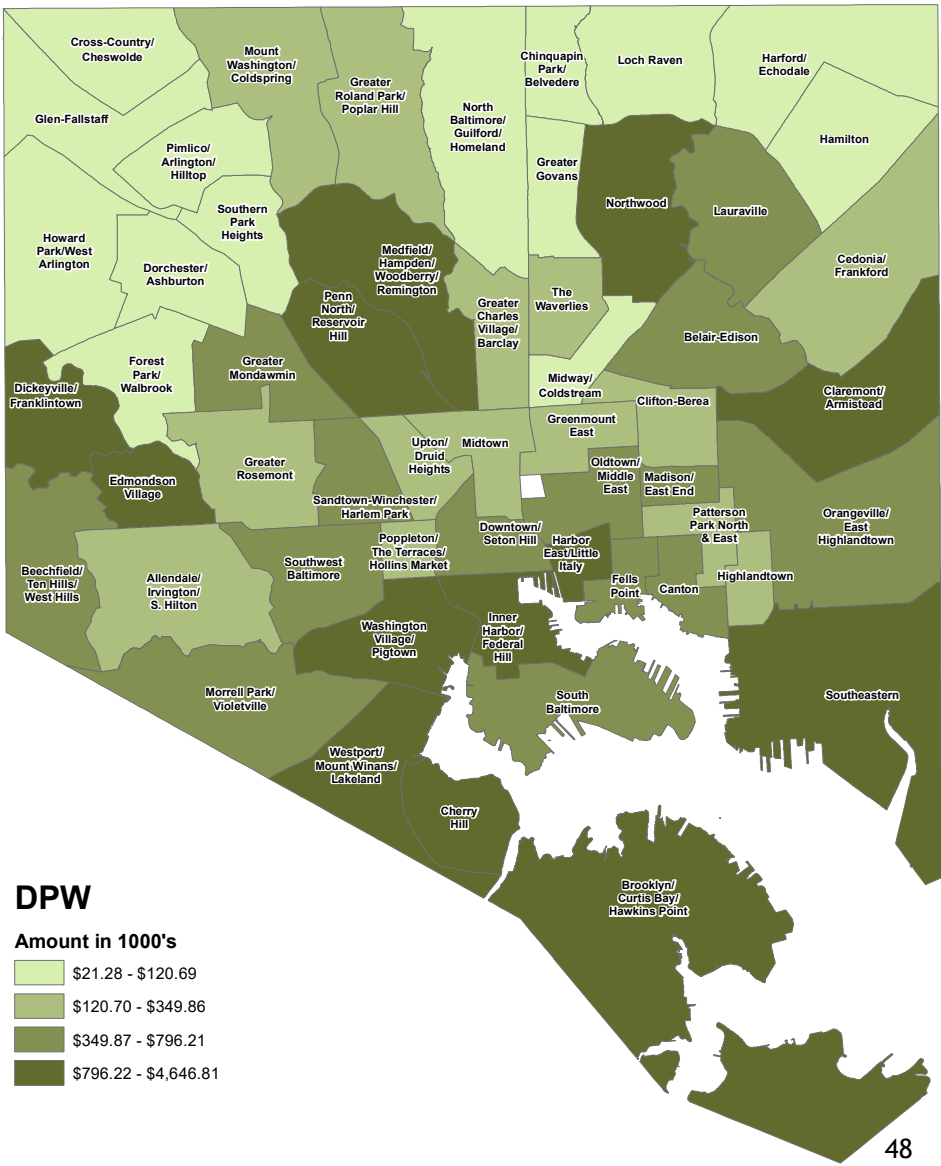 Cross-Country/
Cheswolde
Mount
Washington/
Coldspring
Greater
Roland Park/
Poplar Hill
North
Baltimore/
Guilford/
Homeland
Chinquapin
Park/
Belvedere
Loch Raven
Harford/
Echodale
Glen-Fallstaff
Pimlico/
Arlington/
Hilltop
Greater
Govans
Hamilton
Southern
Park
Heights
Northwood
Lauraville
Howard
Park/West
Arlington
Dorchester/
Ashburton
Medfield/
Hampden/
Woodberry/
Remington
Cedonia/
Frankford
Penn
North/
Reservoir
Hill
Greater
Charles
Village/
Barclay
The
Waverlies
Belair-Edison
Forest
Park/
Walbrook
Greater
Mondawmin
Dickeyville/
Franklintown
Midway/
Coldstream
Clifton-Berea
Claremont/
Armistead
Greenmount
East
Upton/
Druid
Heights
Midtown
Greater
Rosemont
Edmondson
Village
Oldtown/
Middle
East
Madison/
East End
Sandtown-Winchester/
Harlem Park
Patterson
Park North
& East
Orangeville/
East
Highlandtown
Downtown/
Seton Hill
Poppleton/
The Terraces/
Hollins Market
Harbor
East/Little
Italy
Southwest
Baltimore
Beechfield/
Ten Hills/
West Hills
Allendale/
Irvington/
S. Hilton
Fells
Point
Canton
Highlandtown
Washington
Village/
Pigtown
Inner
Harbor/
Federal
Hill
Morrell Park/
Violetville
South
Baltimore
Southeastern
Westport/
Mount Winans/
Lakeland
Cherry
Hill
Brooklyn/
Curtis Bay/
Hawkins Point
DPW
Amount in 1000's
$21.28 - $120.69
$120.70 - $349.86
$349.87 - $796.21
$796.22 - $4,646.81
48